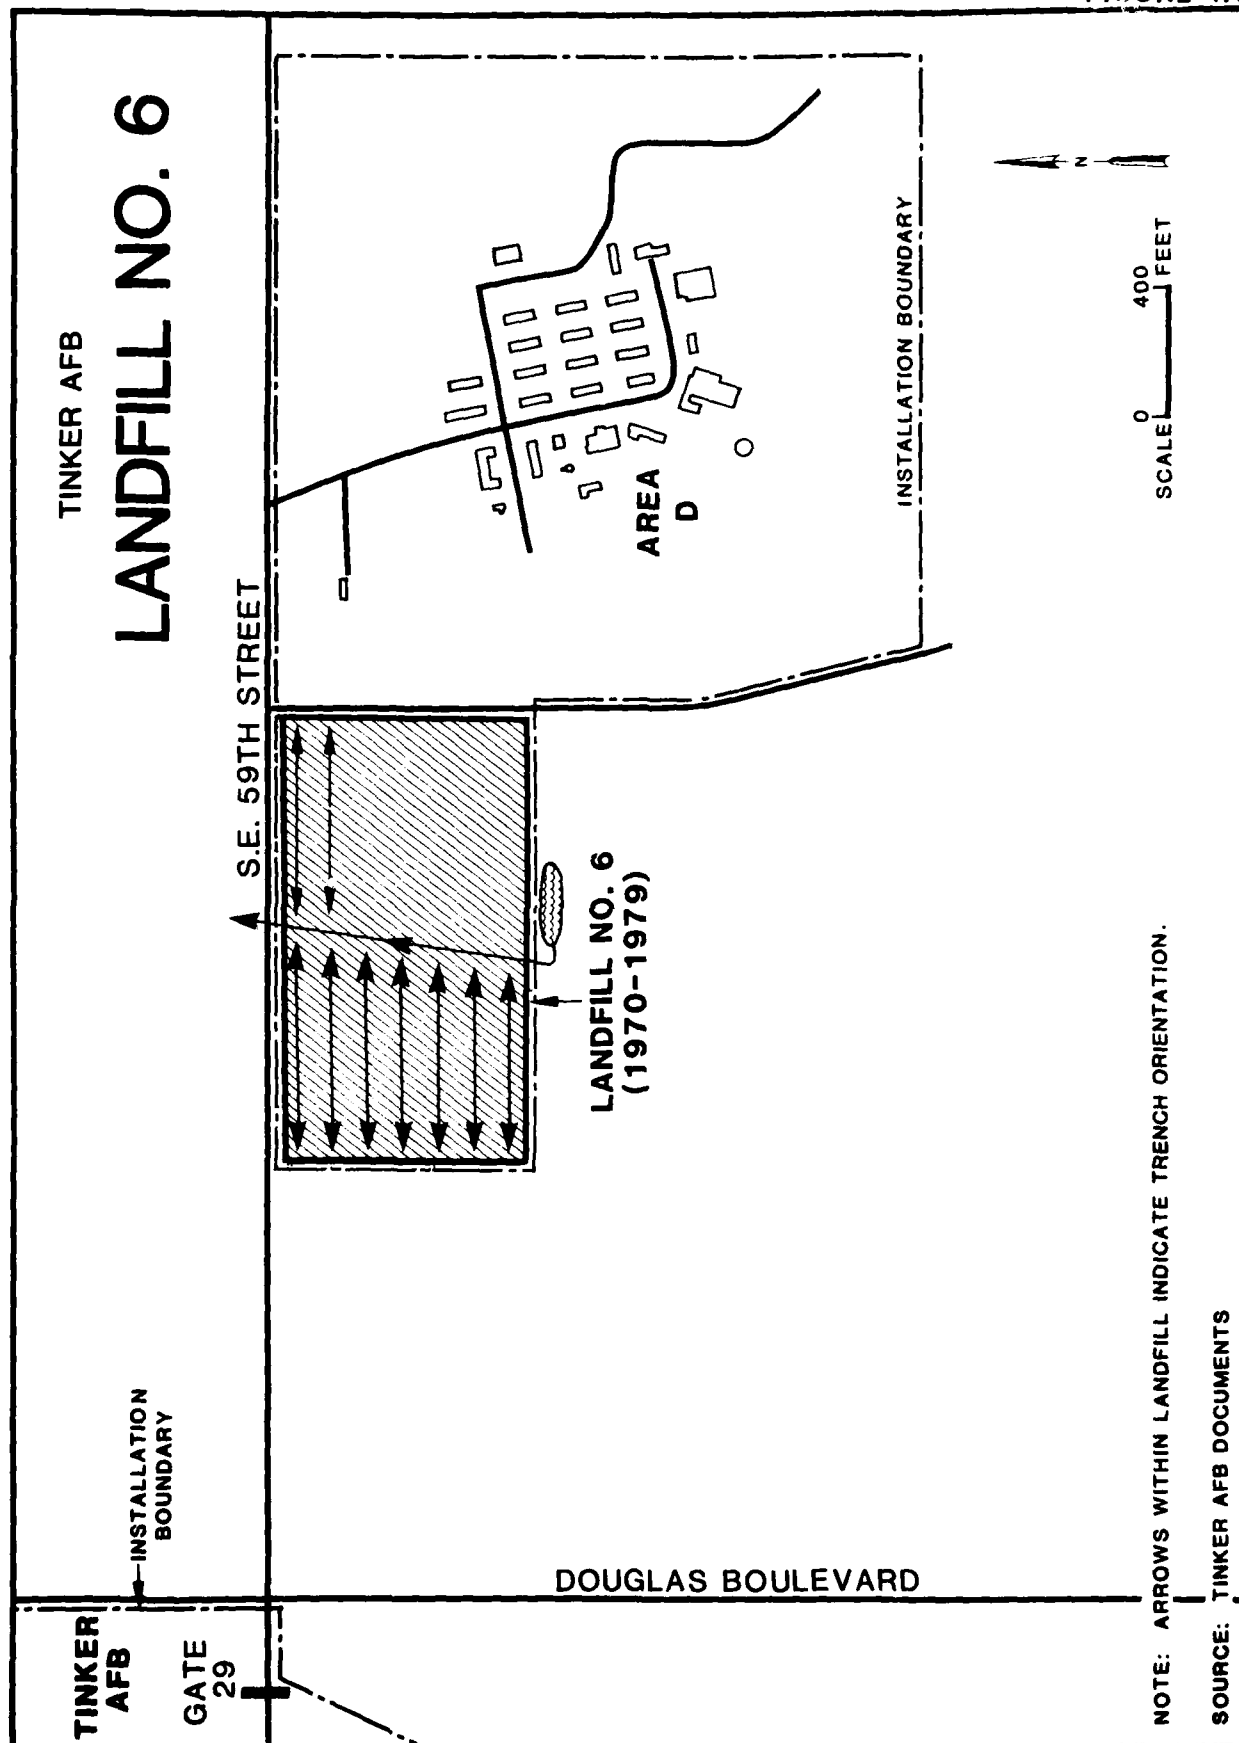 TINKER AFB
LANDFILL NO. 6
INSTALLATION
BOUNDARY
TINKER
AFB
GATE
29
S.E. 59TH STREET
LANDFILL NO. 6
(1970-1979)
AREA
D
DOUGLAS BOULEVARD
INSTALLATION BOUNDARY
N
0 400
SCALE FEET
NOTE: ARROWS WITHIN LANDFILL INDICATE TRENCH ORIENTATION.
SOURCE: TINKER AFB DOCUMENTS